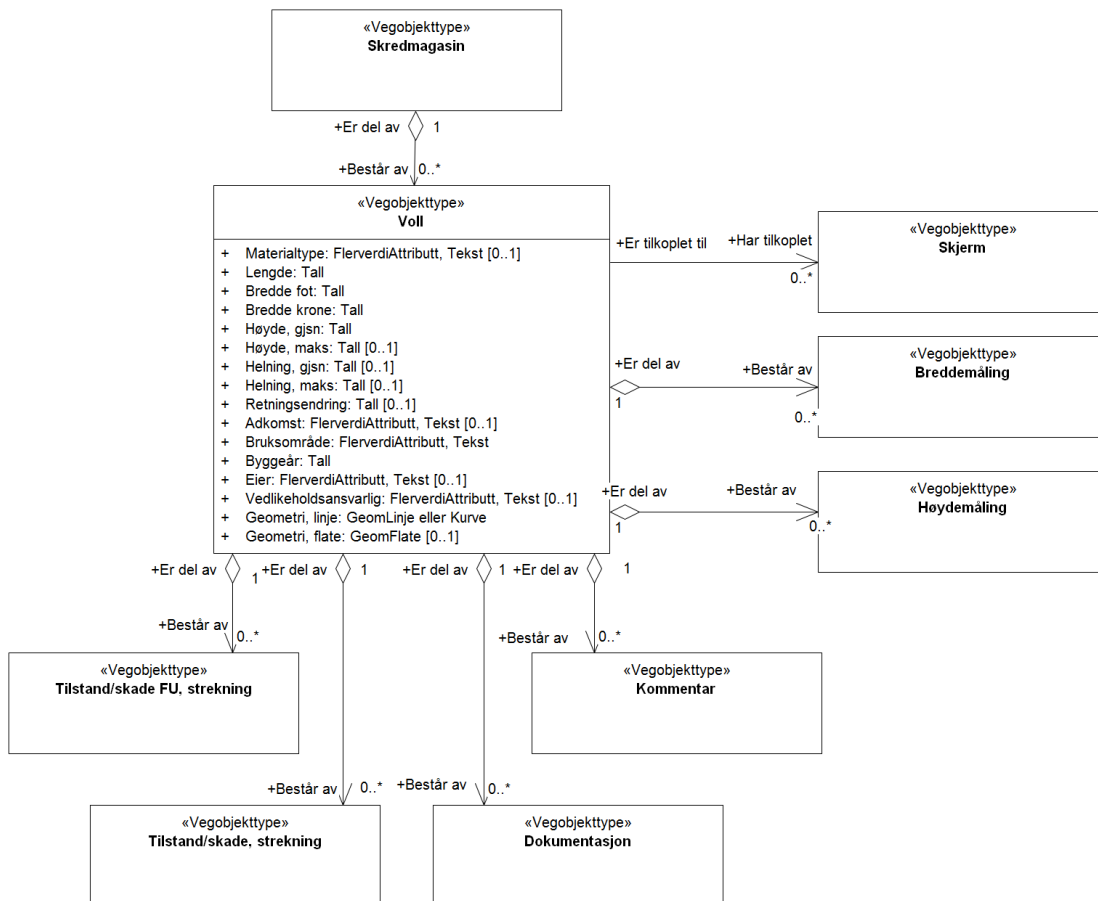 «Vegobjekttype»
Skredmagasin
+Er del av
1
+Består av
0..*
«Vegobjekttype»
Voll
+ Materialtype: FlerverdiAttributt, Tekst [0..1]
+ Lengde: Tall
+ Bredde fot: Tall
+ Bredde krone: Tall
+ Høyde, gjsn: Tall
+ Høyde, maks: Tall [0..1]
+ Helning, gjsn: Tall [0..1]
+ Helning, maks: Tall [0..1]
+ Retningsendring: Tall [0..1]
+ Adkomst: FlerverdiAttributt, Tekst [0..1]
+ Bruksområde: FlerverdiAttributt, Tekst
+ Byggeår: Tall
+ Eier: FlerverdiAttributt, Tekst [0..1]
+ Vedlikeholdsansvarlig: FlerverdiAttributt, Tekst [0..1]
+ Geometri, linje: GeomLinje eller Kurve
+ Geometri, flate: GeomFlate [0..1]
+Er tilkoplet til
+Har tilkoplet
0..*
«Vegobjekttype»
Skjerm
+Er del av
1
+Består av
0..*
«Vegobjekttype»
Breddemåling
+Er del av
1
+Består av
0..*
«Vegobjekttype»
Høydemåling
+Er del av
1
+Består av
0..*
«Vegobjekttype»
Tilstand/skade FU, strekning
+Er del av
1
+Består av
0..*
«Vegobjekttype»
Tilstand/skade, strekning
+Er del av
1
+Består av
0..*
«Vegobjekttype»
Dokumentasjon
+Er del av
1
+Består av
0..*
«Vegobjekttype»
Kommentar